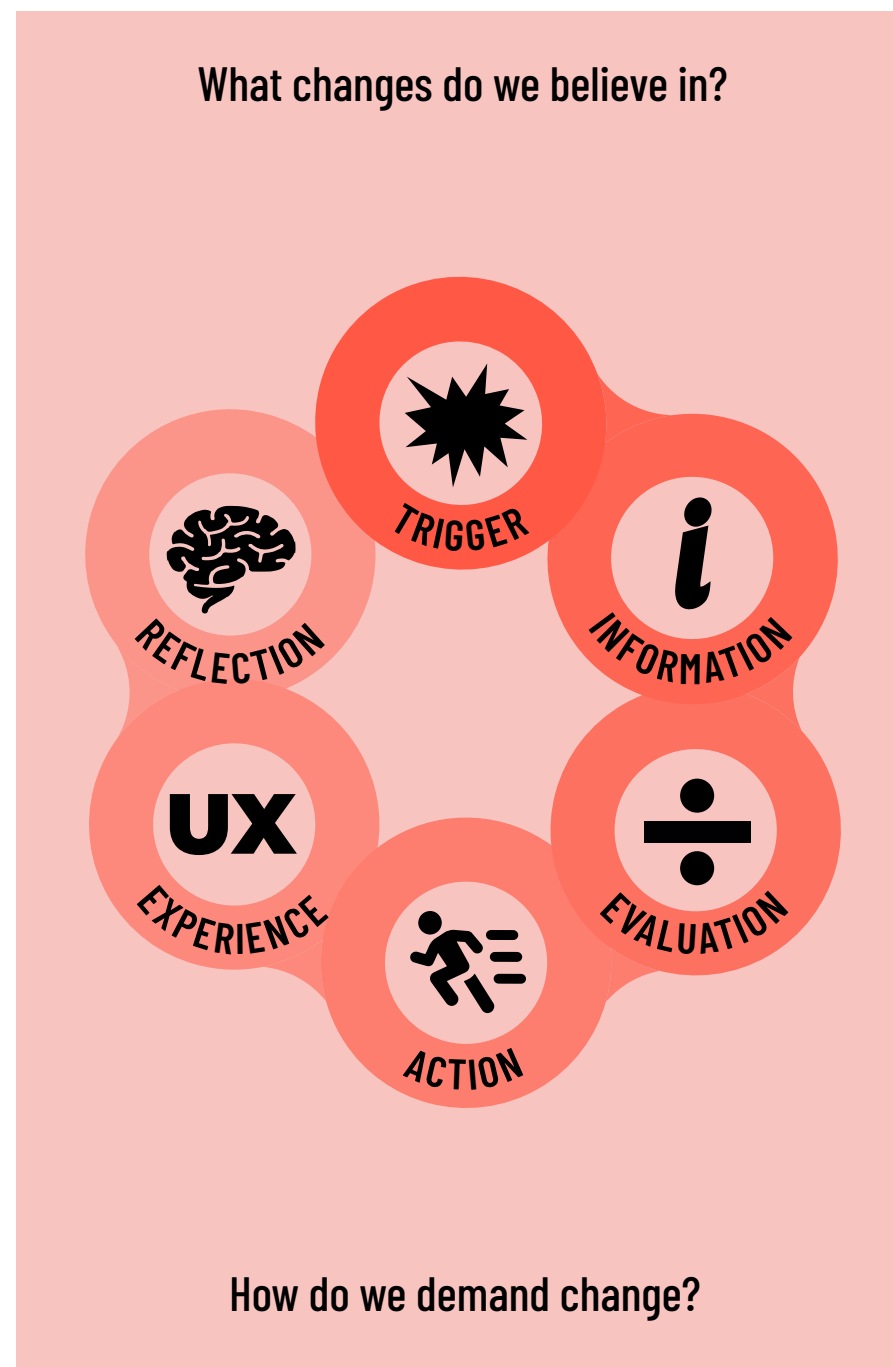 What changes do we believe in?
TRIGGER
i
INFORMATION
EVALUATION
ACTION
UX
EXPERIENCE
REFLECTION
How do we demand change?